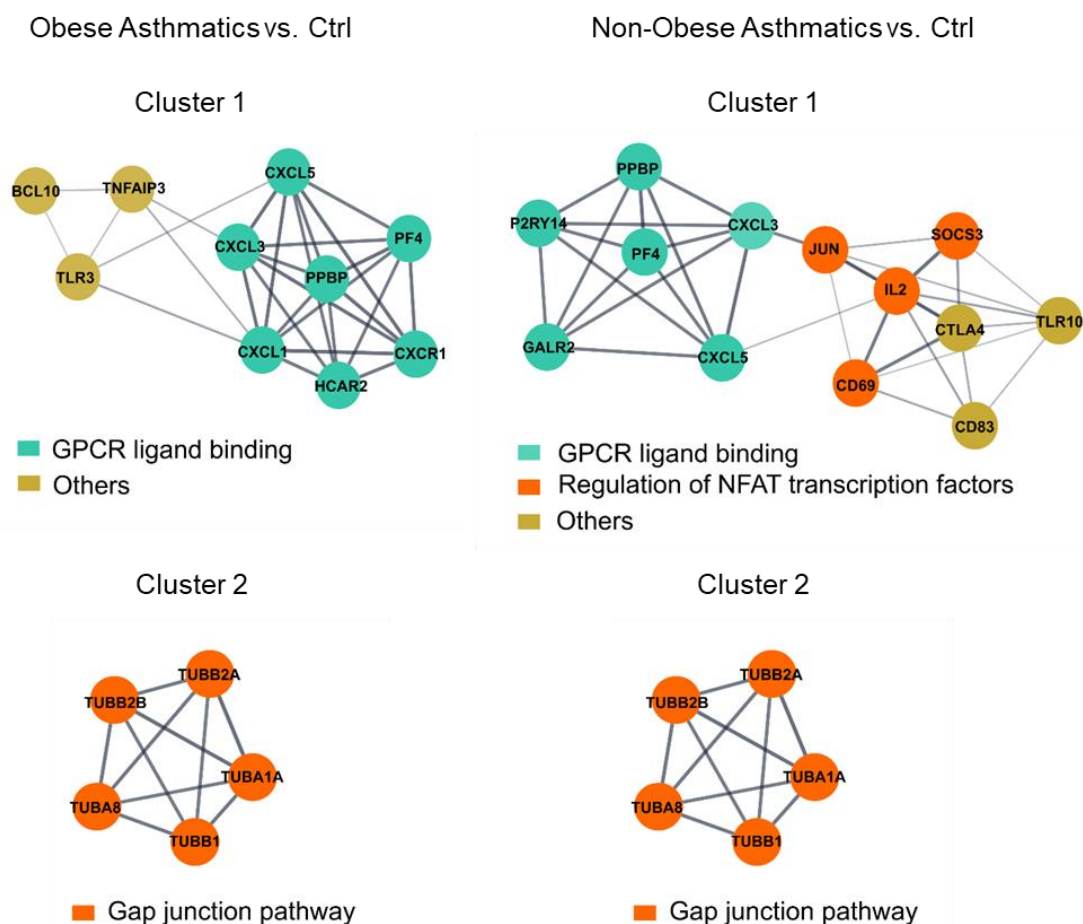 Obese Asthmatics vs. Ctrl
Non-Obese Asthmatics vs. Ctrl
Cluster 1
BCL10
TNFAIP3
TLR3
CXCL5
CXCL3
PF4
PPBP
CXCL1
CXCR1
HCAR2
GPCR ligand binding
Others
Cluster 1
PPBP
P2RY14
CXCL3
PF4
GALR2
CXCL5
JUN
SOCS3
IL2
CTLA4
TLR10
CD69
CD83
GPCR ligand binding
Regulation of NFAT transcription factors
Others
Cluster 2
TUBB2A
TUBB2B
TUBA1A
TUBA8
TUBB1
Gap junction pathway
Cluster 2
TUBB2A
TUBB2B
TUBA1A
TUBA8
TUBB1
Gap junction pathway